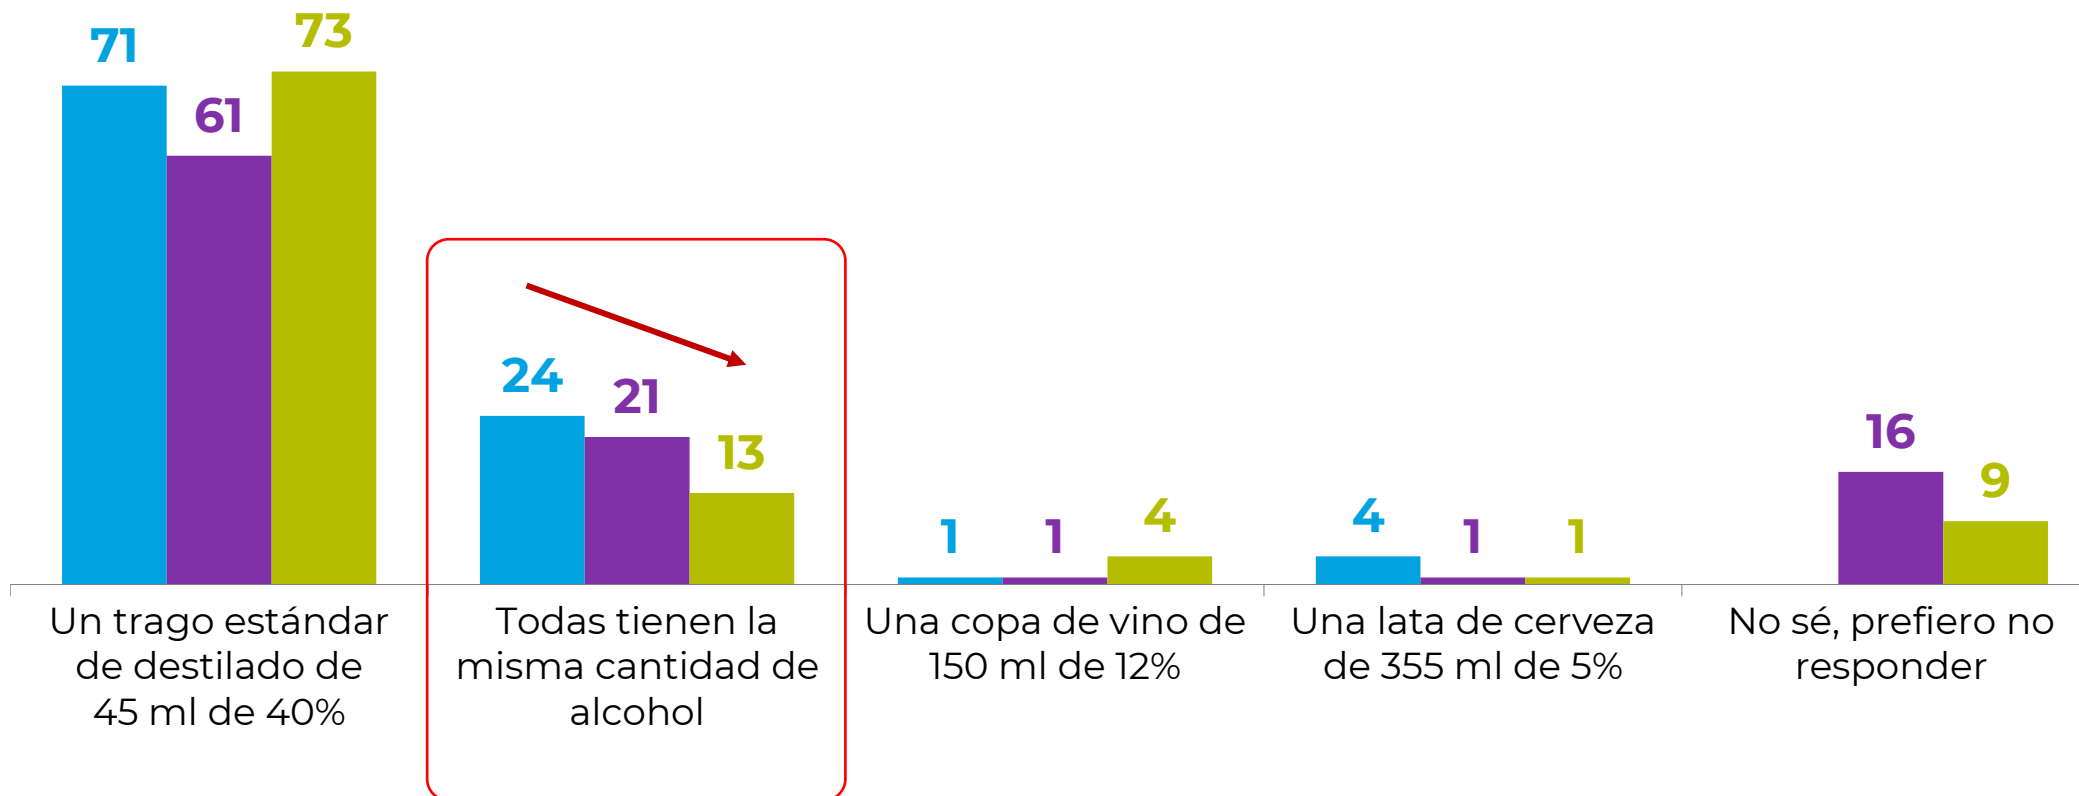 71
61
73
24
21
13
1
1
4
4
1
1
16
9
Un trago estándar
de destilado de
45 ml de 40%
Todas tienen la
misma cantidad de
alcohol
Una copa de vino de
150 ml de 12%
Una lata de cerveza
de 355 ml de 5%
No sé, prefiero no
responder